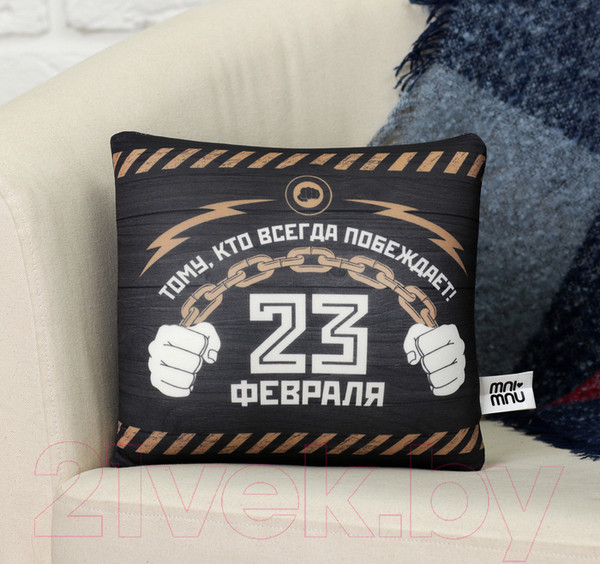 ТОМУ, КТО ВСЕГДА ПОБЕЖДАЕТ!
23
ФЕВРАЛЯ
mni
mnu
21vek.by